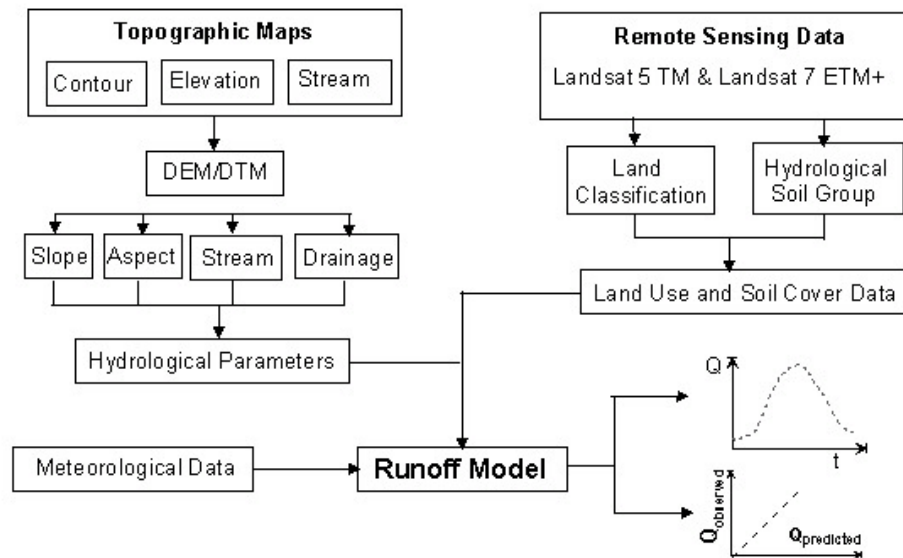 Topographic Maps
Contour
Elevation
Stream
DEM/DTM
Slope
Aspect
Stream
Drainage
Hydrological Parameters
Remote Sensing Data
Landsat 5 TM & Landsat 7 ETM+
Land
Classification
Hydrological
Soil Group
Land Use and Soil Cover Data
Meteorological Data
Runoff Model
Q
t
Qobserved
Qpredicted